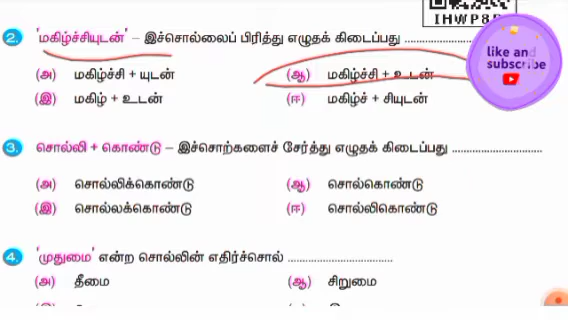 IHWP8P
2. 'மகிழ்ச்சியுடன்' – இச்சொல்லைப் பிரித்து எழுதக் கிடைப்பது ..................
(அ) மகிழ்ச்சி + யுடன் (ஆ) மகிழ்ச்சி + உடன்
(இ) மகிழ் + உடன் (ஈ) மகிழ்ச் + சியுடன்
like and
subscribe
3. சொல்லி + கொண்டு – இச்சொற்களைச் சேர்த்து எழுதக் கிடைப்பது ..............................
(அ) சொல்லிக்கொண்டு (ஆ) சொல்கொண்டு
(இ) சொல்லக்கொண்டு (ஈ) சொல்லிகொண்டு
4. 'முதுமை' என்ற சொல்லின் எதிர்ச்சொல் ...................................
(அ) தீமை (ஆ) சிறுமை